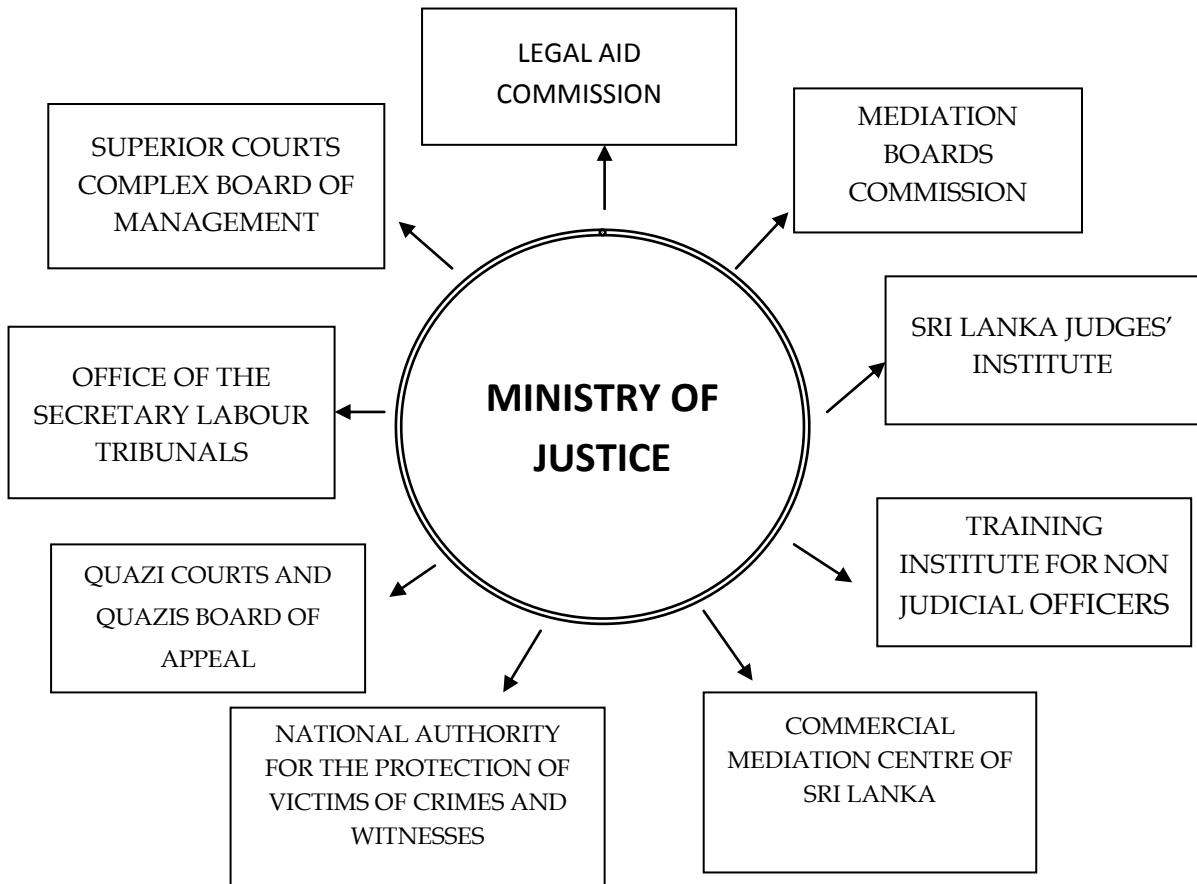 LEGAL AID
COMMISSION
MEDIATION
BOARDS
COMMISSION
SUPERIOR COURTS
COMPLEX BOARD OF
MANAGEMENT
SRI LANKA JUDGES’
INSTITUTE
OFFICE OF THE
SECRETARY LABOUR
TRIBUNALS
MINISTRY OF
JUSTICE
TRAINING
INSTITUTE FOR NON
JUDICIAL OFFICERS
QUAZI COURTS AND
QUAZIS BOARD OF
APPEAL
NATIONAL AUTHORITY
FOR THE PROTECTION OF
VICTIMS OF CRIMES AND
WITNESSES
COMMERCIAL
MEDIATION CENTRE OF
SRI LANKA